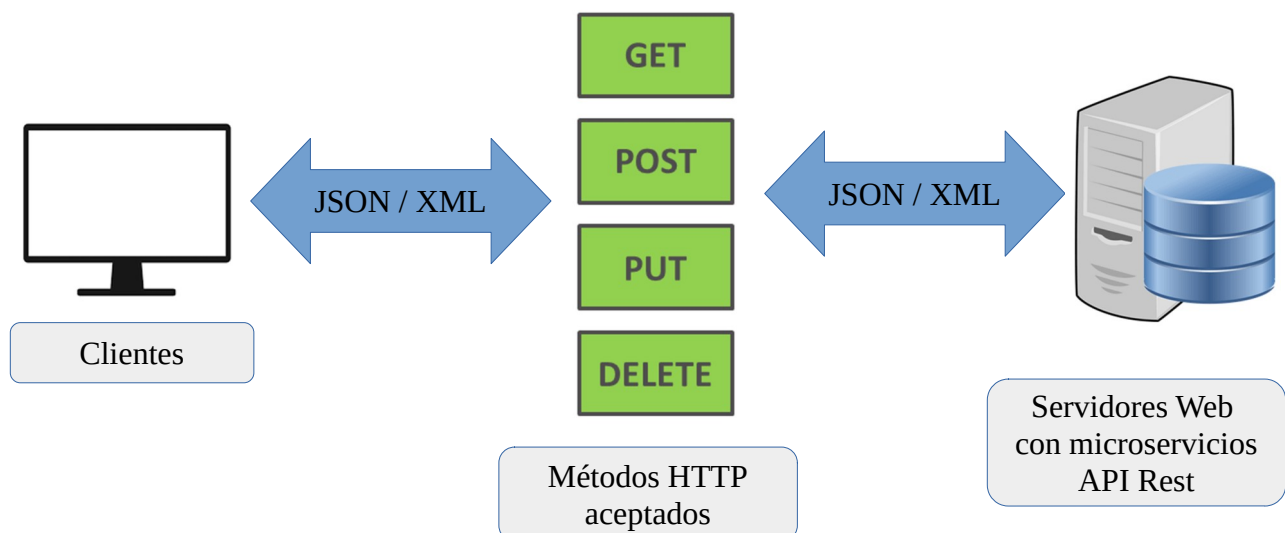 GET
POST
PUT
DELETE
JSON / XML
JSON / XML
Clientes
Métodos HTTP
aceptados
Servidores Web
con microservicios
API Rest